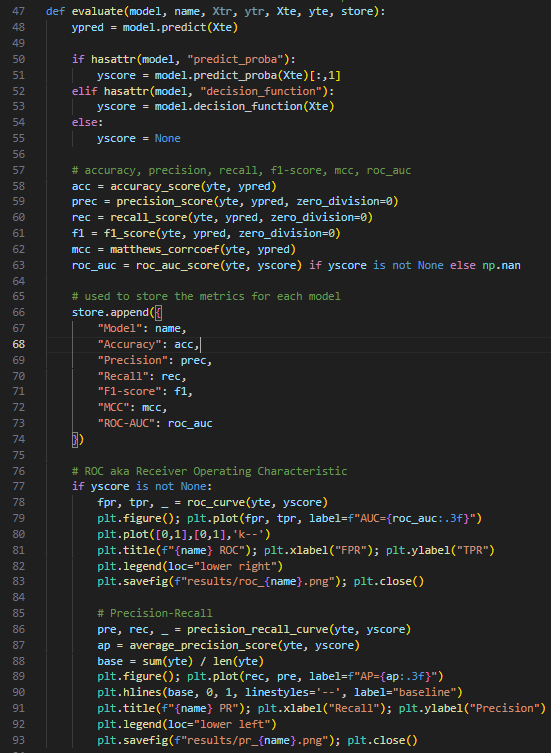 47 def evaluate(model, name, Xtr, ytr, Xte, yte, store):
48     ypred = model.predict(Xte)
49
50     if hasattr(model, "predict_proba"):
51         yscore = model.predict_proba(Xte)[:,1]
52     elif hasattr(model, "decision_function"):
53         yscore = model.decision_function(Xte)
54     else:
55         yscore = None
56
57     # accuracy, precision, recall, f1-score, mcc, roc_auc
58     acc = accuracy_score(yte, ypred)
59     prec = precision_score(yte, ypred, zero_division=0)
60     rec = recall_score(yte, ypred, zero_division=0)
61     f1 = f1_score(yte, ypred, zero_division=0)
62     mcc = matthews_corrcoef(yte, ypred)
63     roc_auc = roc_auc_score(yte, yscore) if yscore is not None else np.nan
64
65     # used to store the metrics for each model
66     store.append({
67         "Model": name,
68         "Accuracy": acc,
69         "Precision": prec,
70         "Recall": rec,
71         "F1-score": f1,
72         "MCC": mcc,
73         "ROC-AUC": roc_auc
74     })
75
76     # ROC aka Receiver Operating Characteristic
77     if yscore is not None:
78         fpr, tpr, _ = roc_curve(yte, yscore)
79         plt.figure(); plt.plot(fpr, tpr, label=f"AUC={roc_auc:.3f}")
80         plt.plot([0,1],[0,1],'k--')
81         plt.title(f"{name} ROC"); plt.xlabel("FPR"); plt.ylabel("TPR")
82         plt.legend(loc="lower right")
83         plt.savefig(f"results/roc_{name}.png"); plt.close()
84
85         # Precision-Recall
86         pre, rec, _ = precision_recall_curve(yte, yscore)
87         ap = average_precision_score(yte, yscore)
88         base = sum(yte) / len(yte)
89         plt.figure(); plt.plot(rec, pre, label=f"AP={ap:.3f}")
90         plt.hlines(base, 0, 1, linestyles='--', label="baseline")
91         plt.title(f"{name} PR"); plt.xlabel("Recall"); plt.ylabel("Precision")
92         plt.legend(loc="lower left")
93         plt.savefig(f"results/pr_{name}.png"); plt.close()